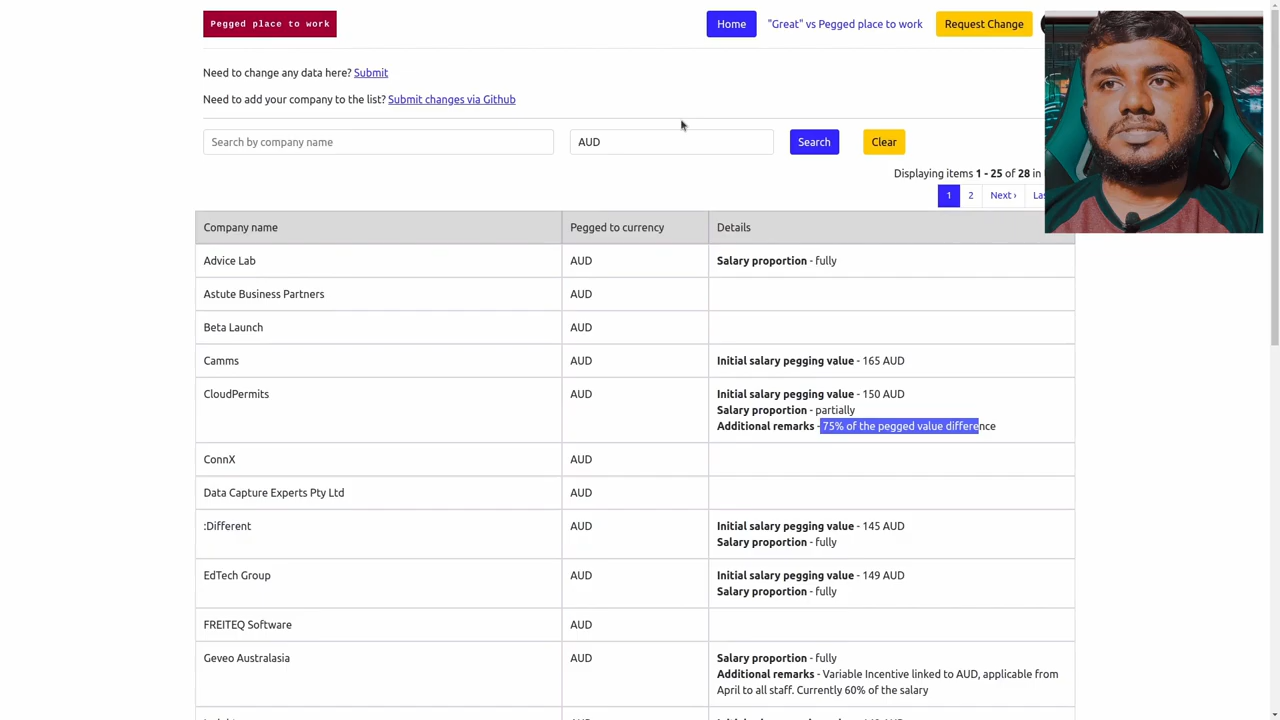 Pegged place to work
Home
"Great" vs Pegged place to work
Request Change
Need to change any data here? Submit
Need to add your company to the list? Submit changes via Github
Search by company name
AUD
Search
Clear
Displaying items 1 - 25 of 28 in
1
2
Next ›
Company name
Pegged to currency
Details
Advice Lab
AUD
Salary proportion - fully
Astute Business Partners
AUD
Beta Launch
AUD
Camms
AUD
Initial salary pegging value - 165 AUD
CloudPermits
AUD
Initial salary pegging value - 150 AUD
Salary proportion - partially
Additional remarks - 75% of the pegged value difference
ConnX
AUD
Data Capture Experts Pty Ltd
AUD
:Different
AUD
Initial salary pegging value - 145 AUD
Salary proportion - fully
EdTech Group
AUD
Initial salary pegging value - 149 AUD
Salary proportion - fully
FREITEQ Software
AUD
Geveo Australasia
AUD
Salary proportion - fully
Additional remarks - Variable Incentive linked to AUD, applicable from
April to all staff. Currently 60% of the salary